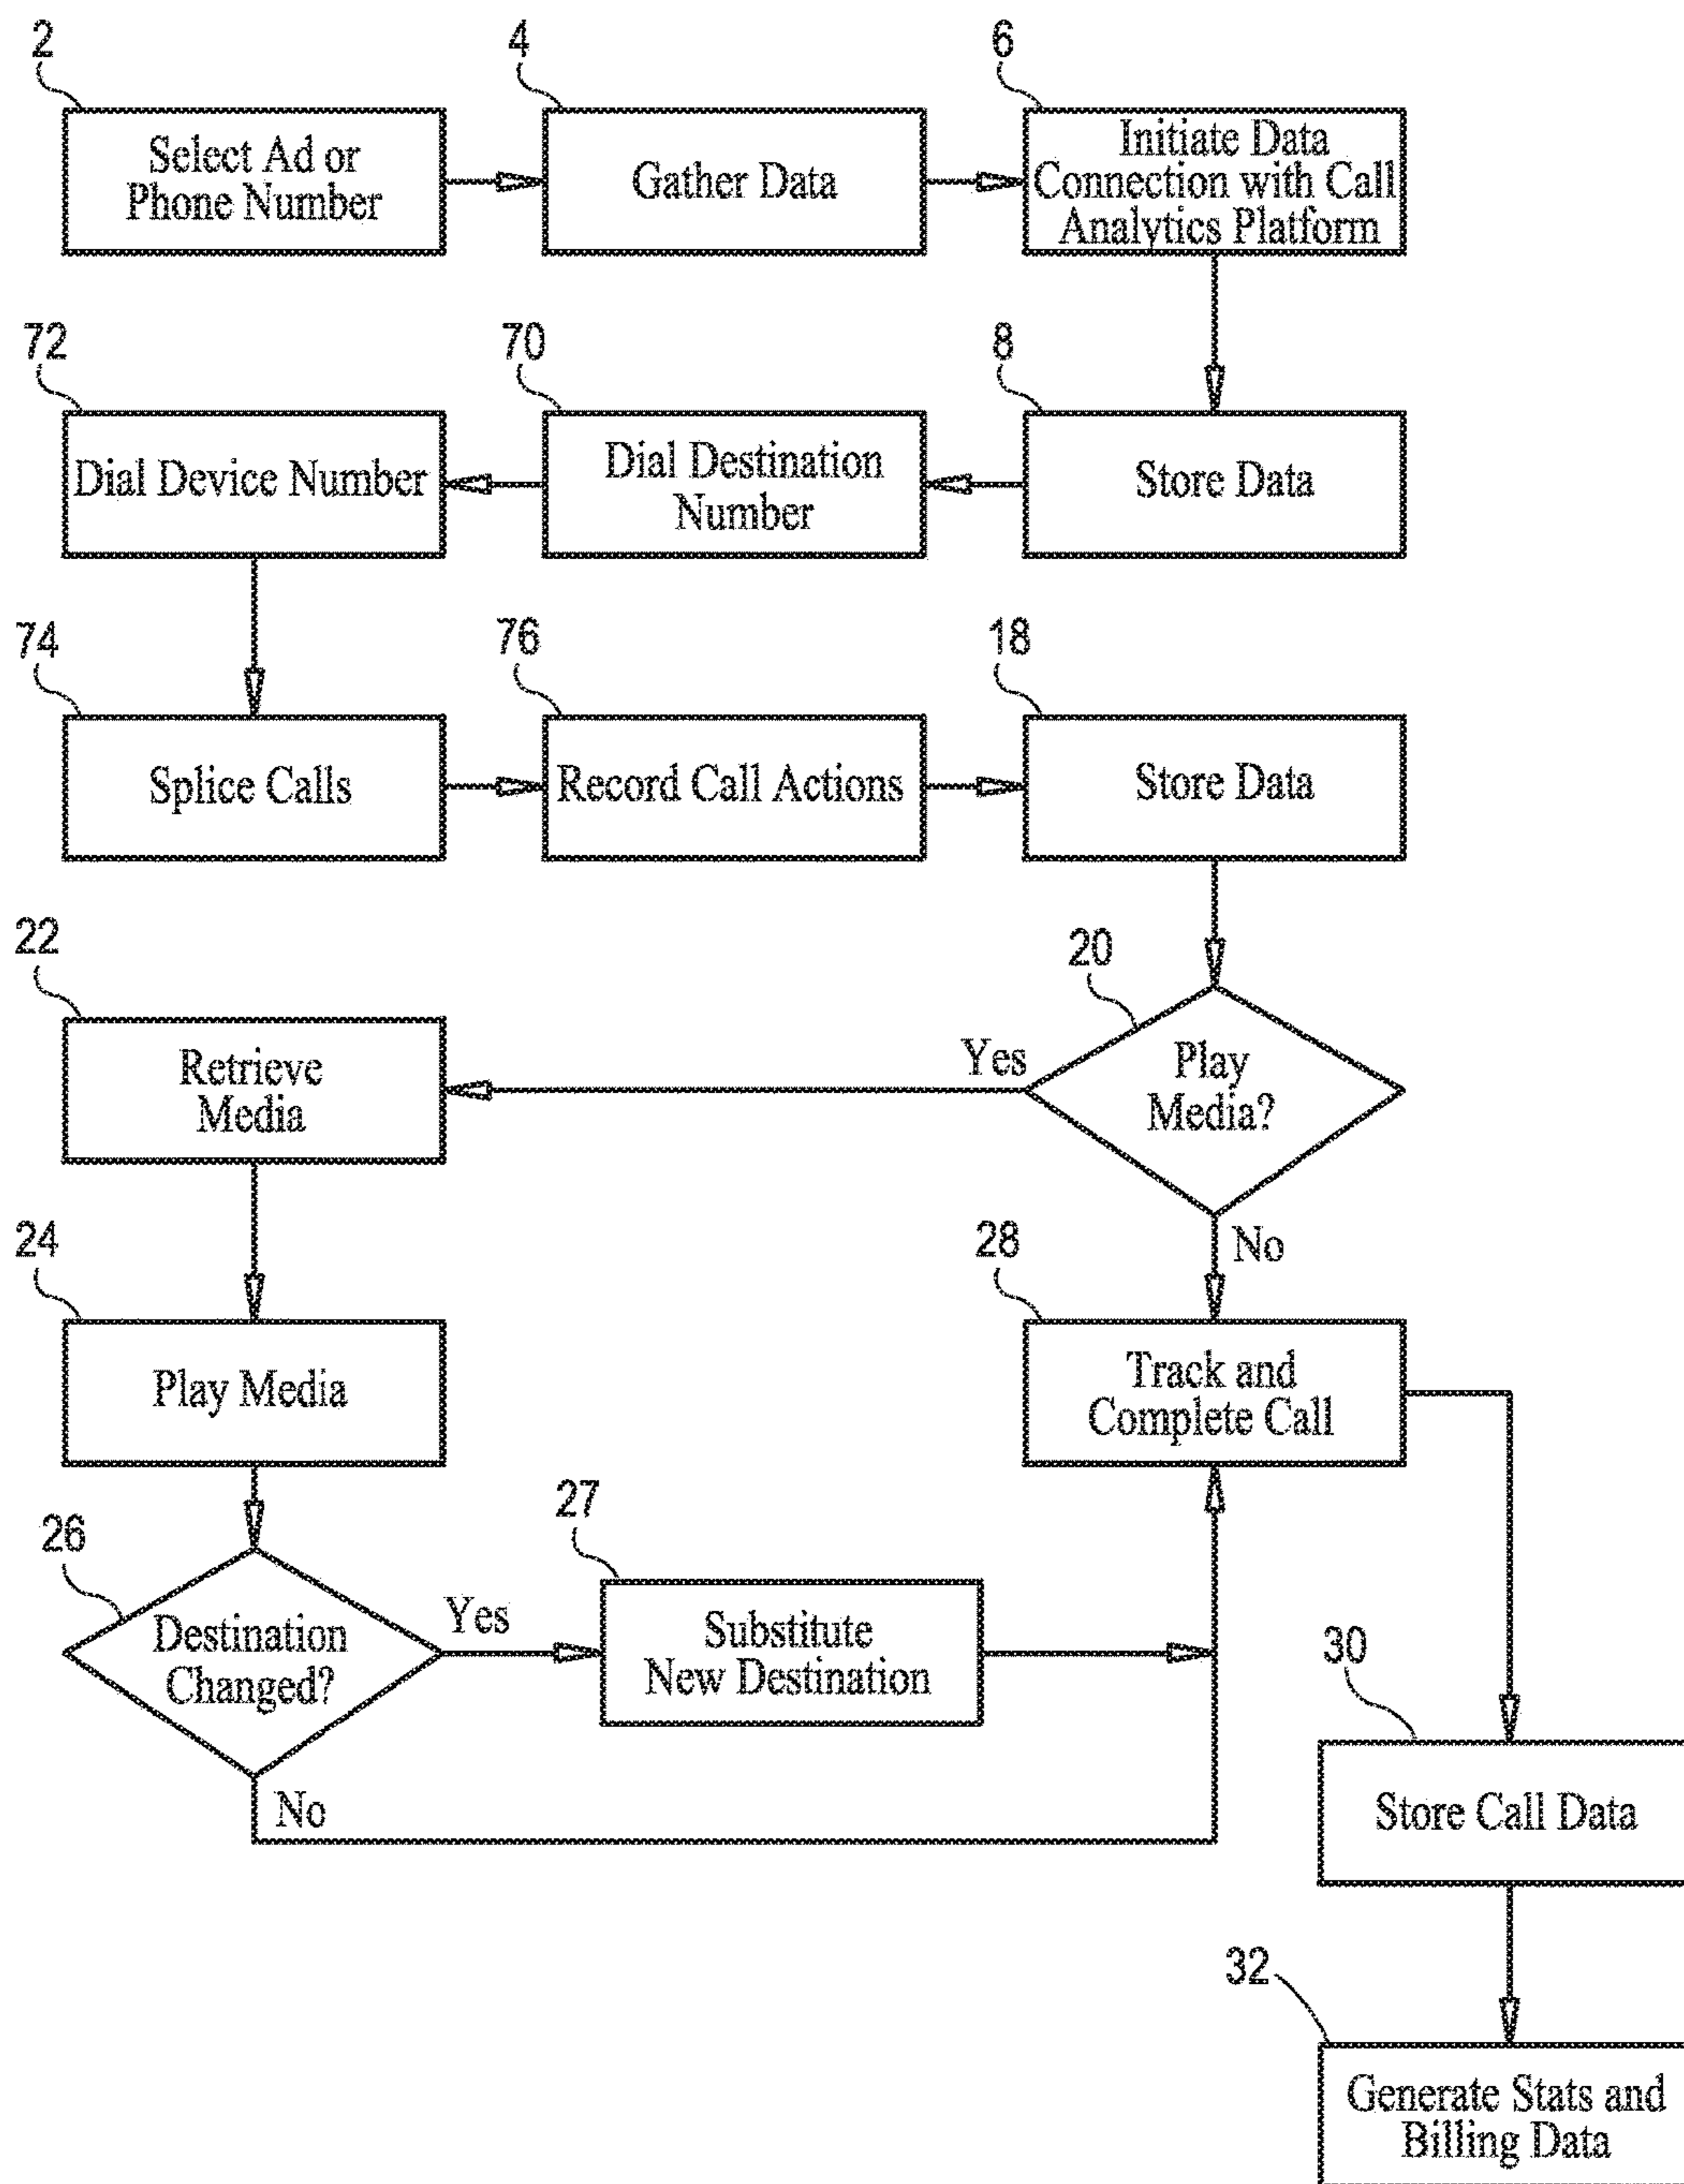 2
4
6
Select Ad or
Phone Number
Gather Data
Initiate Data
Connection with Call
Analytics Platform
72
70
8
Dial Device Number
Dial Destination
Number
Store Data
74
76
18
Splice Calls
Record Call Actions
Store Data
22
20
Retrieve
Media
Yes
Play
Media?
No
24
28
Play Media
Track and
Complete Call
26
27
Destination
Changed?
Yes
Substitute
New Destination
No
30
Store Call Data
32
Generate Stats and
Billing Data